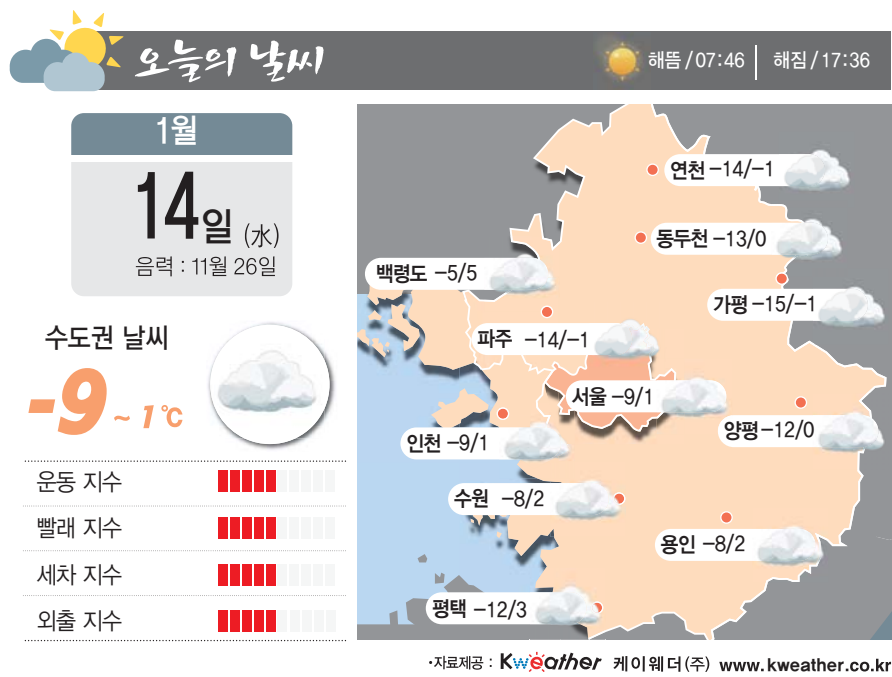 오늘의 날씨
해뜸/07:46 | 해짐/17:36
1월
14일 (水)
음력 : 11월 26일
수도권 날씨
-9 ~ 1℃
운동 지수
빨래 지수
세차 지수
외출 지수
연천 -14/-1
동두천 -13/0
백령도 -5/5
가평 -15/-1
파주 -14/-1
서울 -9/1
양평 -12/0
인천 -9/1
수원 -8/2
용인 -8/2
평택 -12/3
·자료제공 : Kweather 케이웨더(주) www.kweather.co.kr